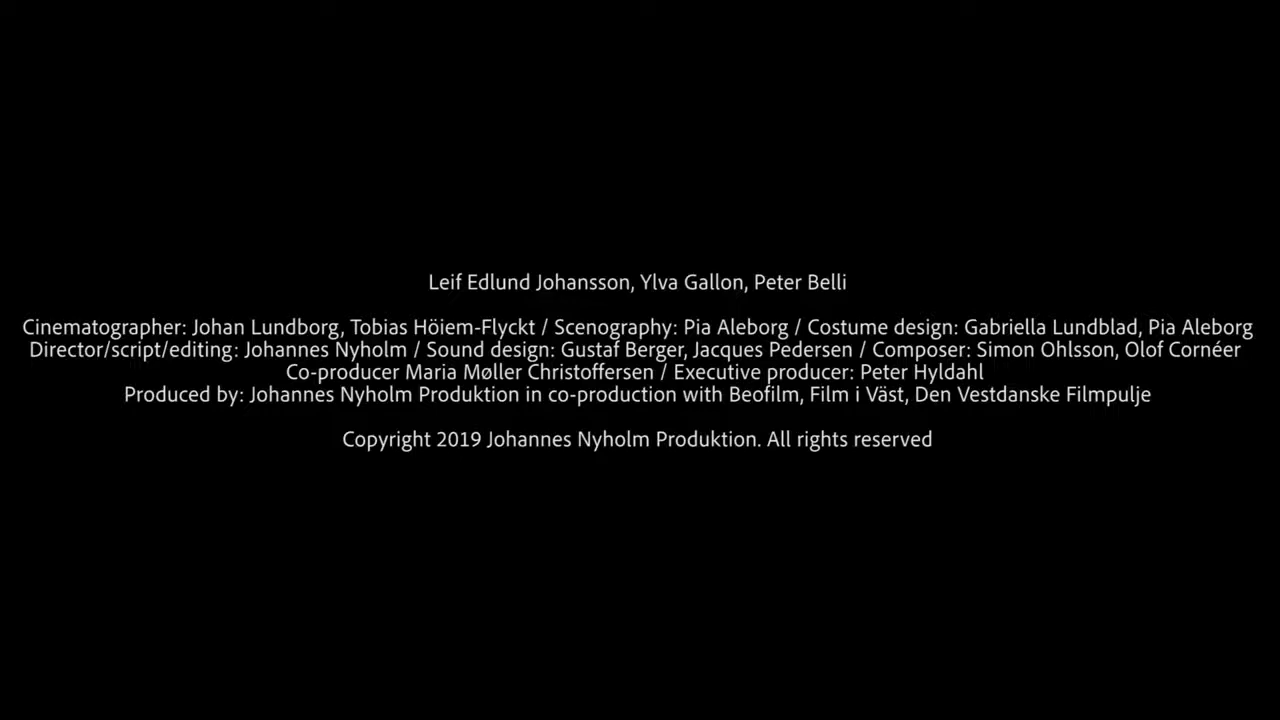 Leif Edlund Johansson, Ylva Gallon, Peter Belli
Cinematographer: Johan Lundborg, Tobias Höiem-Flyckt / Scenography: Pia Aleborg / Costume design: Gabriella Lundblad, Pia Aleborg
Director/script/editing: Johannes Nyholm / Sound design: Gustaf Berger, Jacques Pedersen / Composer: Simon Ohlsson, Olof Cornéer
Co-producer Maria Møller Christoffersen / Executive producer: Peter Hyldahl
Produced by: Johannes Nyholm Produktion in co-production with Beofilm, Film i Väst, Den Vestdanske Filmpulje
Copyright 2019 Johannes Nyholm Produktion. All rights reserved